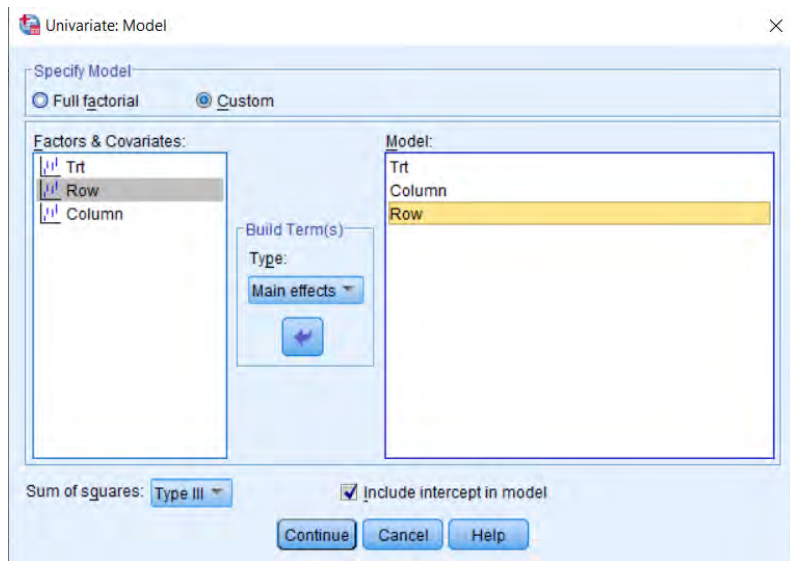 Univariate: Model
Specify Model
Full factorial
Custom
Factors & Covariates:
Trt
Row
Column
Build Term(s)
Type:
Main effects
Model:
Trt
Column
Row
Sum of squares: Type III
Include intercept in model
Continue Cancel Help